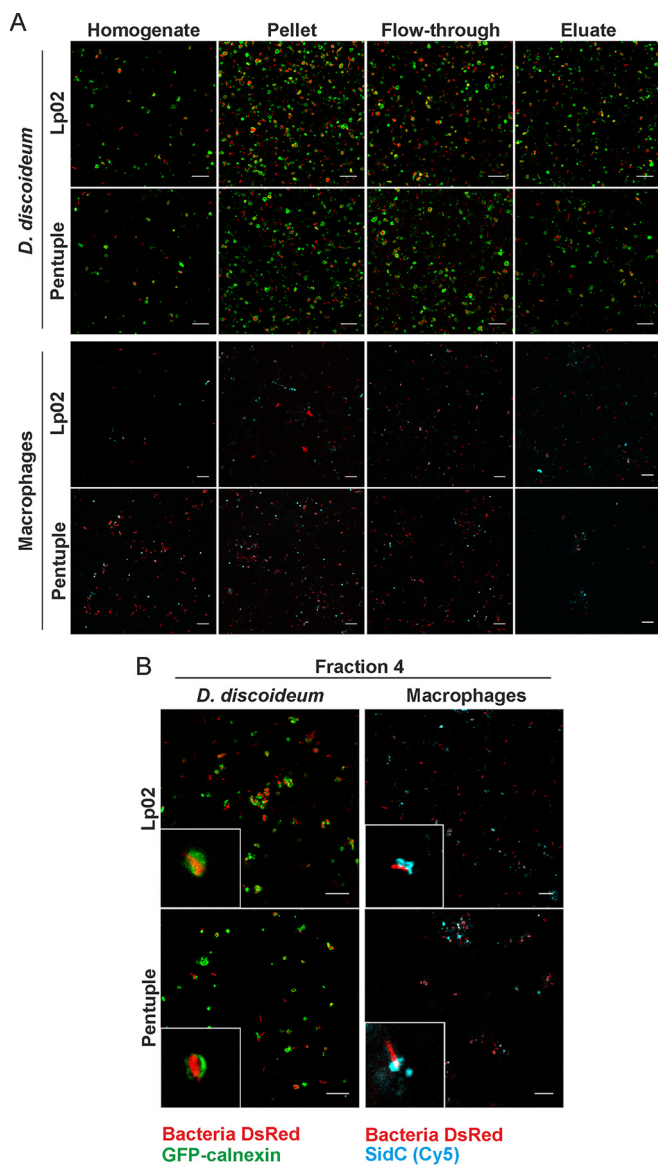 A
Homogenate Pellet Flow-through Eluate
D. discoideum
Lp02
Pentuple
Macrophages
Lp02
Pentuple
B
Fraction 4
D. discoideum Macrophages
Lp02
Pentuple
Bacteria DsRed Bacteria DsRed
GFP-calnexin SidC (Cy5)